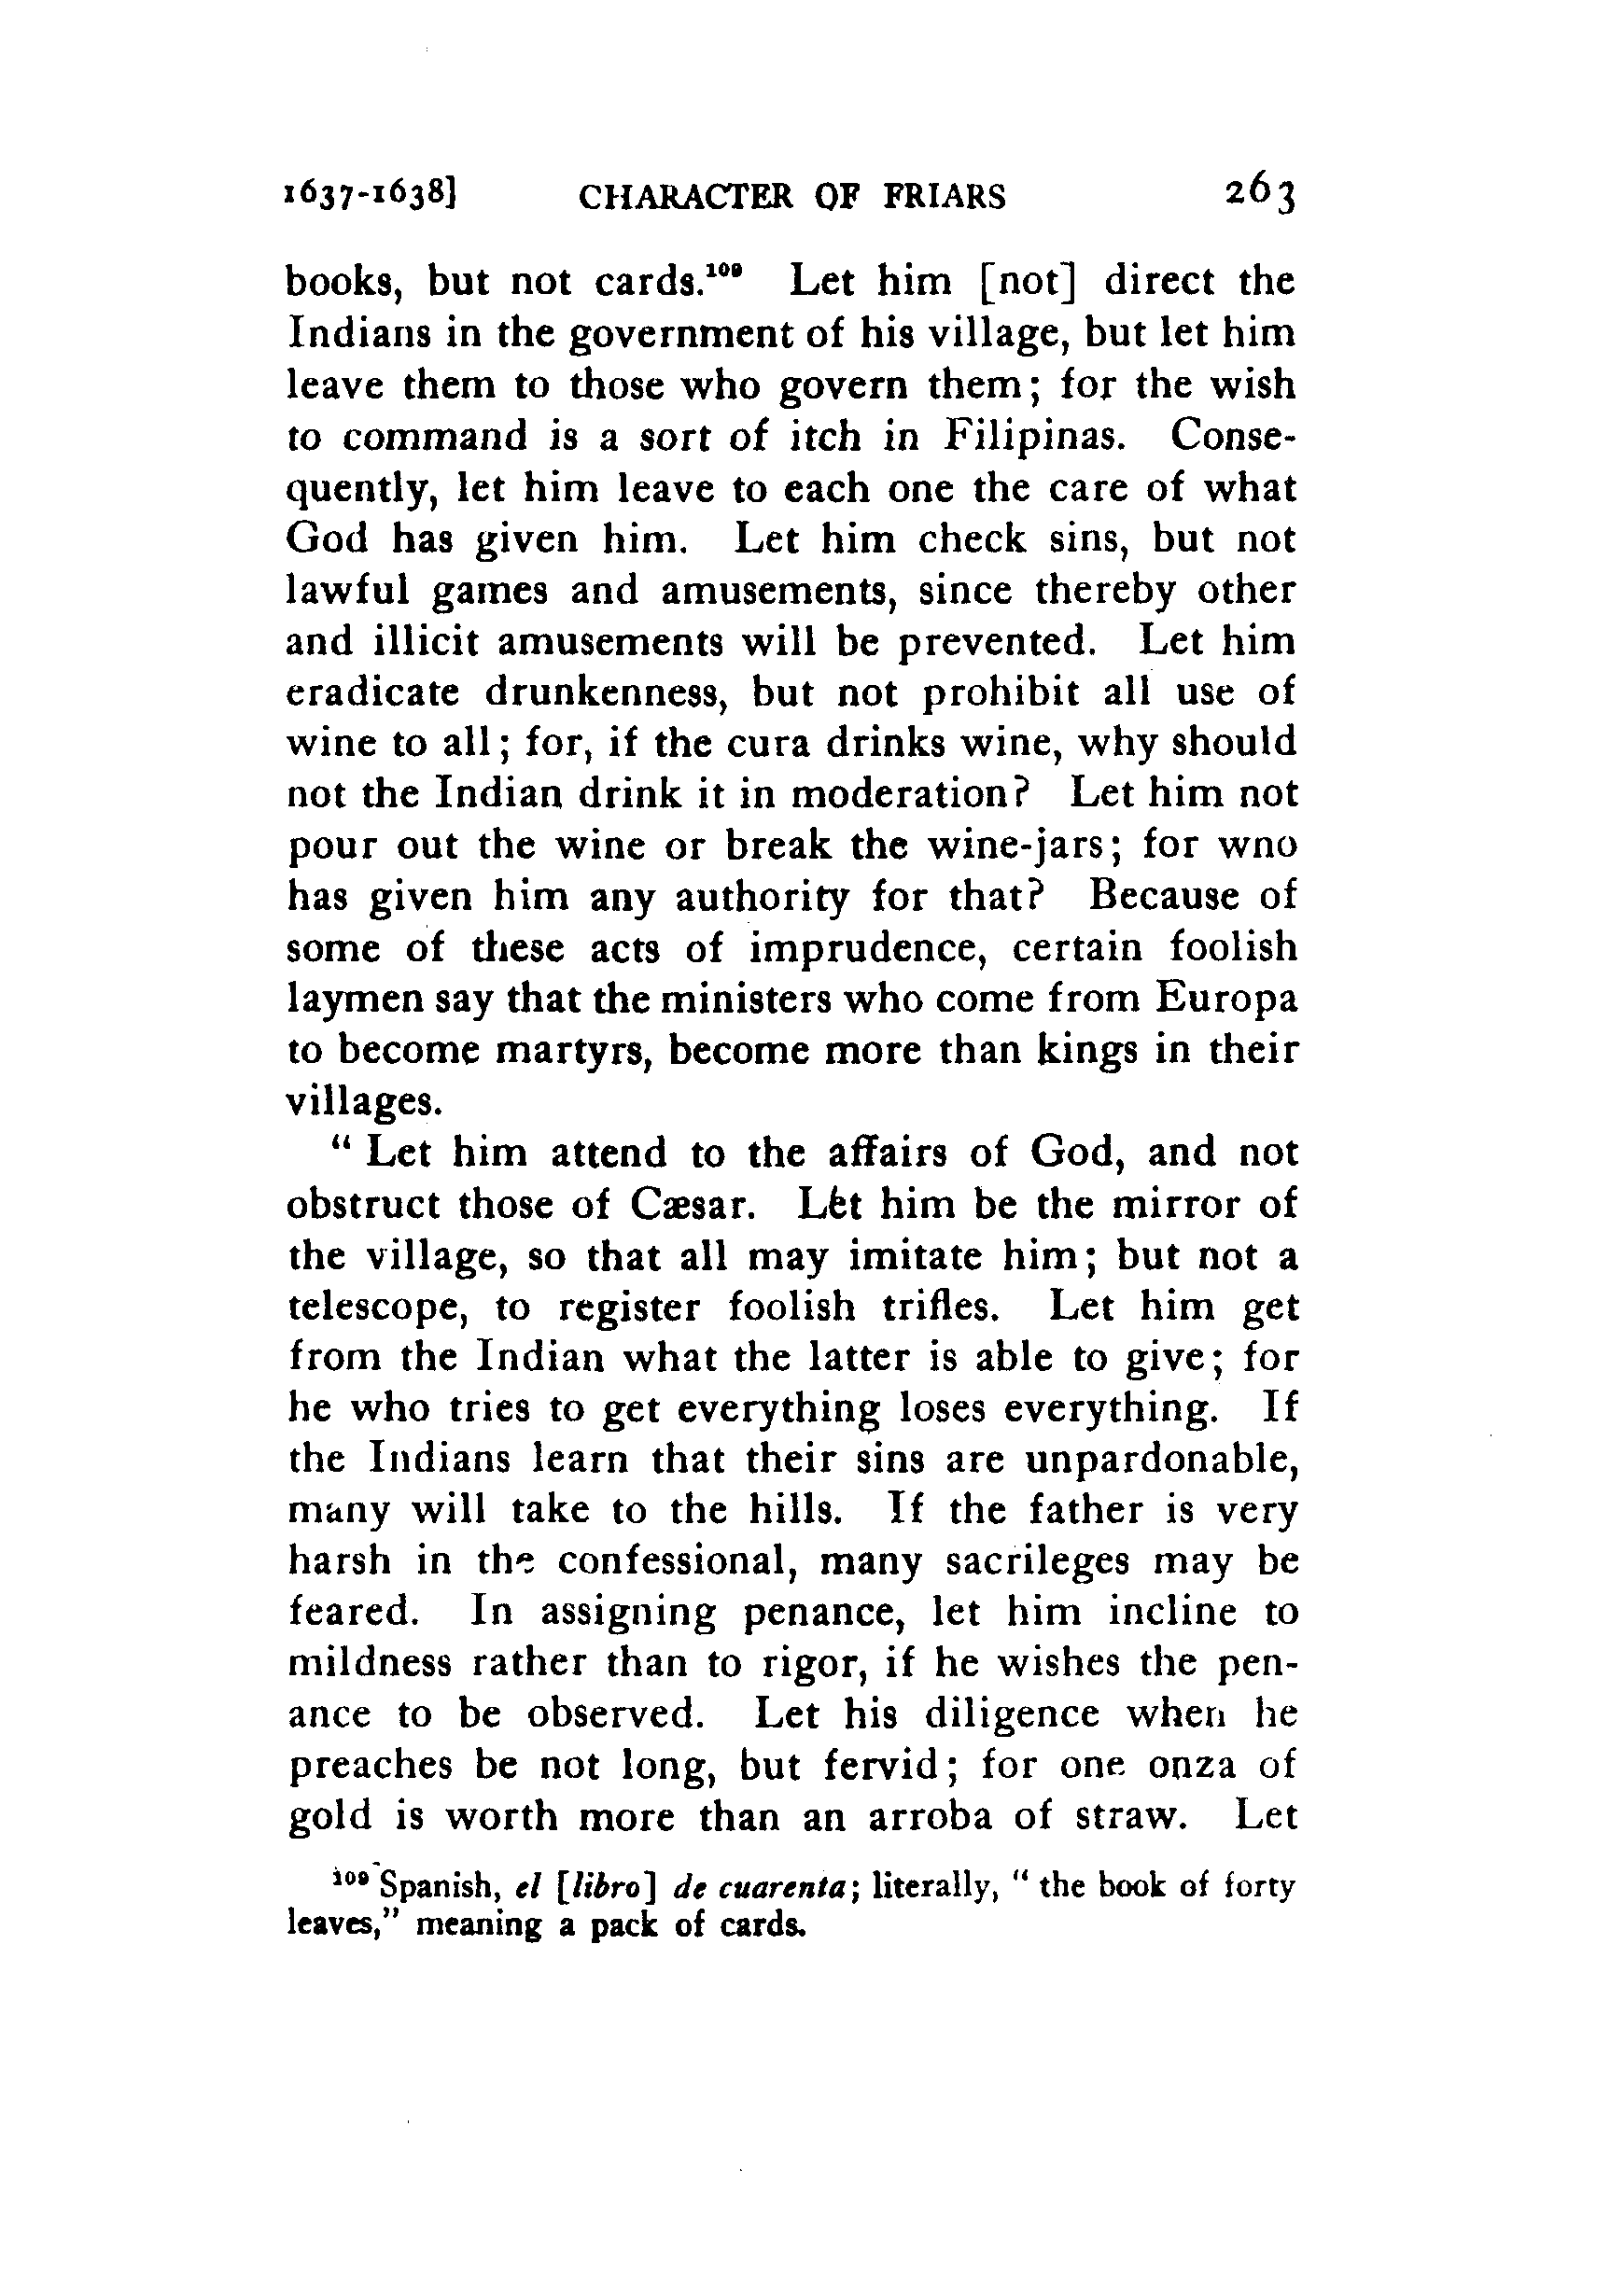 1637-1638] CHARACTER OF FRIARS 263
books, but not cards.¹⁰⁹ Let him [not] direct the
Indians in the government of his village, but let him
leave them to those who govern them; for the wish
to command is a sort of itch in Filipinas. Conse-
quently, let him leave to each one the care of what
God has given him. Let him check sins, but not
lawful games and amusements, since thereby other
and illicit amusements will be prevented. Let him
eradicate drunkenness, but not prohibit all use of
wine to all; for, if the cura drinks wine, why should
not the Indian drink it in moderation? Let him not
pour out the wine or break the wine-jars; for who
has given him any authority for that? Because of
some of these acts of imprudence, certain foolish
laymen say that the ministers who come from Europa
to become martyrs, become more than kings in their
villages.
" Let him attend to the affairs of God, and not
obstruct those of Cæsar. Let him be the mirror of
the village, so that all may imitate him; but not a
telescope, to register foolish trifles. Let him get
from the Indian what the latter is able to give; for
he who tries to get everything loses everything. If
the Indians learn that their sins are unpardonable,
many will take to the hills. If the father is very
harsh in the confessional, many sacrileges may be
feared. In assigning penance, let him incline to
mildness rather than to rigor, if he wishes the pen-
ance to be observed. Let his diligence when he
preaches be not long, but fervid; for one onza of
gold is worth more than an arroba of straw. Let
¹⁰⁹ Spanish, el [libro] de cuarenta; literally, " the book of forty
leaves," meaning a pack of cards.